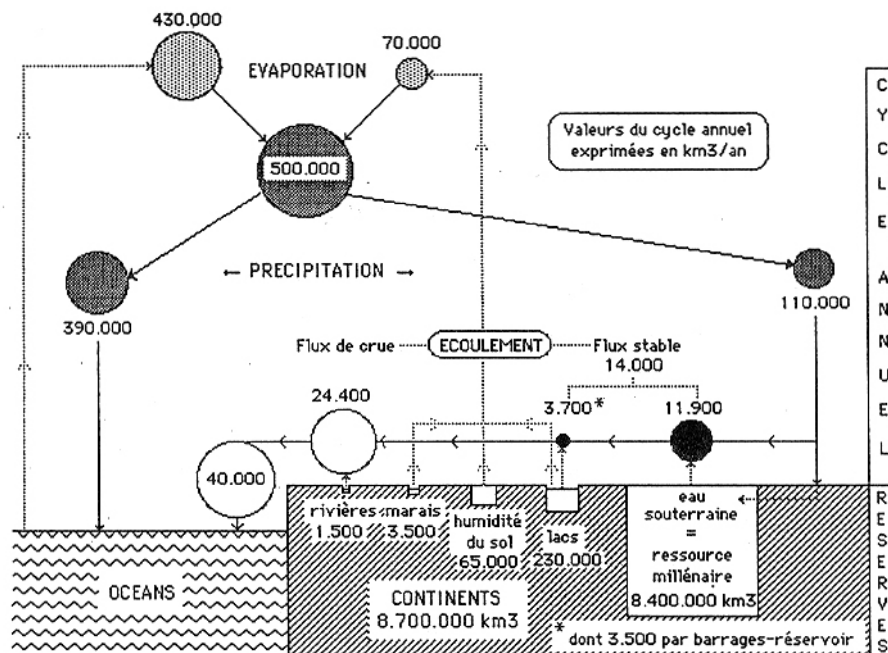 430.000
70.000
EVAPORATION
Valeurs du cycle annuel
exprimées en km3/an
500.000
← PRECIPITATION →
390.000
110.000
Flux de crue
ECOULEMENT
Flux stable
14.000
24.400
3.700*
11.900
40.000
rivières
1.500
marais
3.500
humidité
du sol
65.000
lacs
230.000
eau
souterraine
=
ressource
millénaire
8.400.000 km3
OCEANS
CONTINENTS
8.700.000 km3
* dont 3.500 par barrages-réservoir
CYCLE ANNUEL
RESERVES